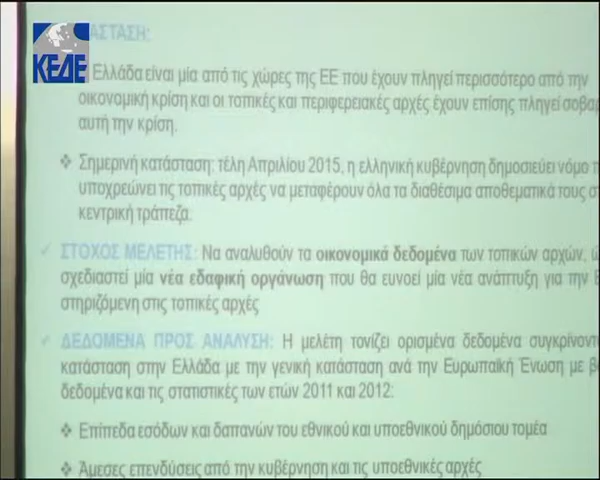 ΚΕΔΕ
ΑΣΤΑΣΗ:
Ελλάδα είναι μία από τις χώρες της ΕΕ που έχουν πληγεί περισσότερο από την
οικονομική κρίση και οι τοπικές και περιφερειακές αρχές έχουν επίσης πληγεί
αυτή την κρίση.
❖ Σημερινή κατάσταση: τέλη Απριλίου 2015, η ελληνική κυβέρνηση δημοσιεύει νόμο
υποχρεώνει τις τοπικές αρχές να μεταφέρουν όλα τα διαθέσιμα αποθεματικά τους
κεντρική τράπεζα.
✓ ΣΤΟΧΟΣ ΜΕΛΕΤΗΣ: Να αναλυθούν τα οικονομικά δεδομένα των τοπικών αρχών,
σχεδιαστεί μία νέα εδαφική οργάνωση που θα ευνοεί μία νέα ανάπτυξη για την
στηριζόμενη στις τοπικές αρχές
✓ ΔΕΔΟΜΕΝΑ ΠΡΟΣ ΑΝΑΛΥΣΗ: Η μελέτη τονίζει ορισμένα δεδομένα συγκρίνοντ
κατάσταση στην Ελλάδα με την γενική κατάσταση ανά την Ευρωπαϊκή Ένωση με
δεδομένα και τις στατιστικές των ετών 2011 και 2012:
❖ Επίπεδα εσόδων και δαπανών του εθνικού και υποεθνικού δημόσιου τομέα
❖ Άμεσες επενδύσεις από την κυβέρνηση και τις υποεθνικές αρχές